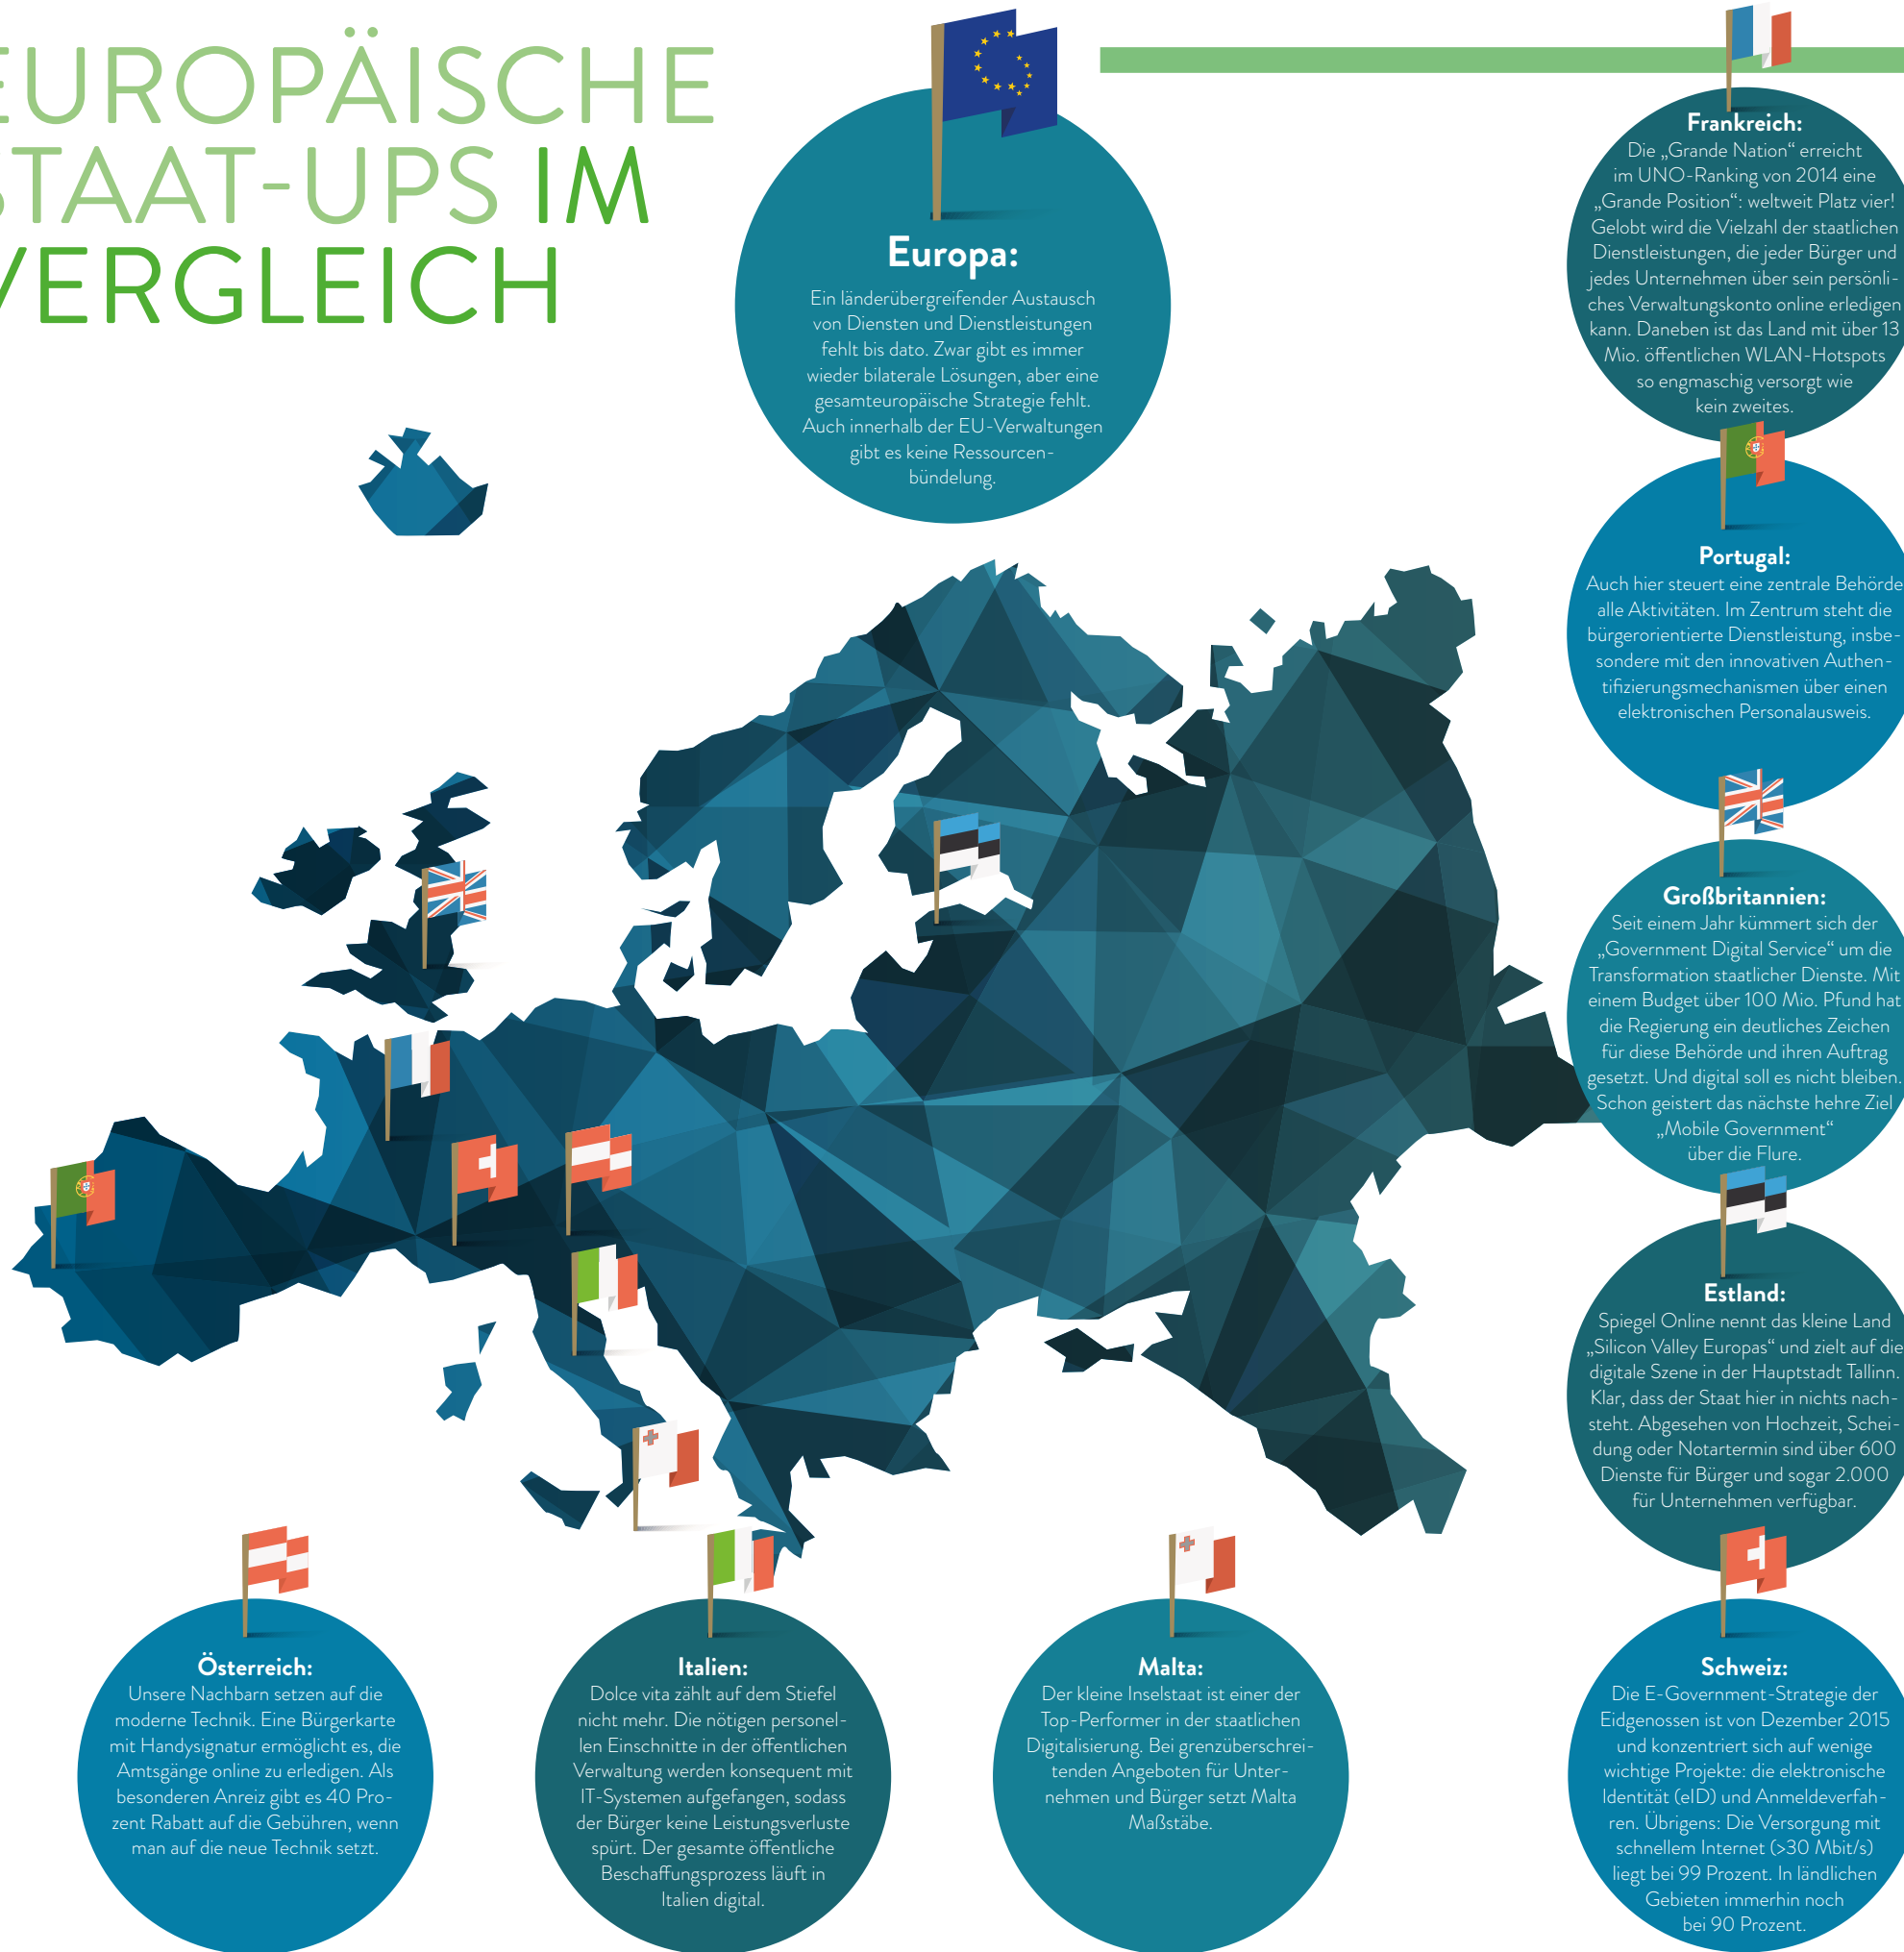 EUROPÄISCHE
STAAT-UPS IM
VERGLEICH
Europa:
Ein länderübergreifender Austausch
von Diensten und Dienstleistungen
fehlt bis dato. Zwar gibt es immer
wieder bilaterale Lösungen, aber eine
gesamteuropäische Strategie fehlt.
Auch innerhalb der EU-Verwaltungen
gibt es keine Ressourcen-
bündelung.
Frankreich:
Die „Grande Nation“ erreicht
im UNO-Ranking von 2014 eine
„Grande Position“: weltweit Platz vier!
Gelobt wird die Vielzahl der staatlichen
Dienstleistungen, die jeder Bürger und
jedes Unternehmen über sein persönli-
ches Verwaltungskonto online erledigen
kann. Daneben ist das Land mit über 13
Mio. öffentlichen WLAN-Hotspots
so engmaschig versorgt wie
kein zweites.
Portugal:
Auch hier steuert eine zentrale Behörde
alle Aktivitäten. Im Zentrum steht die
bürgerorientierte Dienstleistung, insbe-
sondere mit den innovativen Authen-
tifizierungsmechanismen über einen
elektronischen Personalausweis.
Großbritannien:
Seit einem Jahr kümmert sich der
„Government Digital Service“ um die
Transformation staatlicher Dienste. Mit
einem Budget über 100 Mio. Pfund hat
die Regierung ein deutliches Zeichen
für diese Behörde und ihren Auftrag
gesetzt. Und digital soll es nicht bleiben.
Schon geistert das nächste hehre Ziel
„Mobile Government“
über die Flure.
Estland:
Spiegel Online nennt das kleine Land
„Silicon Valley Europas“ und zielt auf die
digitale Szene in der Hauptstadt Tallinn.
Klar, dass der Staat hier in nichts nach-
steht. Abgesehen von Hochzeit, Schei-
dung oder Notartermin sind über 600
Dienste für Bürger und sogar 2.000
für Unternehmen verfügbar.
Österreich:
Unsere Nachbarn setzen auf die
moderne Technik. Eine Bürgerkarte
mit Handysignatur ermöglicht es, die
Amtsgänge online zu erledigen. Als
besonderen Anreiz gibt es 40 Pro-
zent Rabatt auf die Gebühren, wenn
man auf die neue Technik setzt.
Italien:
Dolce vita zählt auf dem Stiefel
nicht mehr. Die nötigen personel-
len Einschnitte in der öffentlichen
Verwaltung werden konsequent mit
IT-Systemen aufgefangen, sodass
der Bürger keine Leistungsverluste
spürt. Der gesamte öffentliche
Beschaffungsprozess läuft in
Italien digital.
Malta:
Der kleine Inselstaat ist einer der
Top-Performer in der staatlichen
Digitalisierung. Bei grenzüberschrei-
tenden Angeboten für Unter-
nehmen und Bürger setzt Malta
Maßstäbe.
Schweiz:
Die E-Government-Strategie der
Eidgenossen ist von Dezember 2015
und konzentriert sich auf wenige
wichtige Projekte: die elektronische
Identität (eID) und Anmeldeverfah-
ren. Übrigens: Die Versorgung mit
schnellem Internet (>30 Mbit/s)
liegt bei 99 Prozent. In ländlichen
Gebieten immerhin noch
bei 90 Prozent.